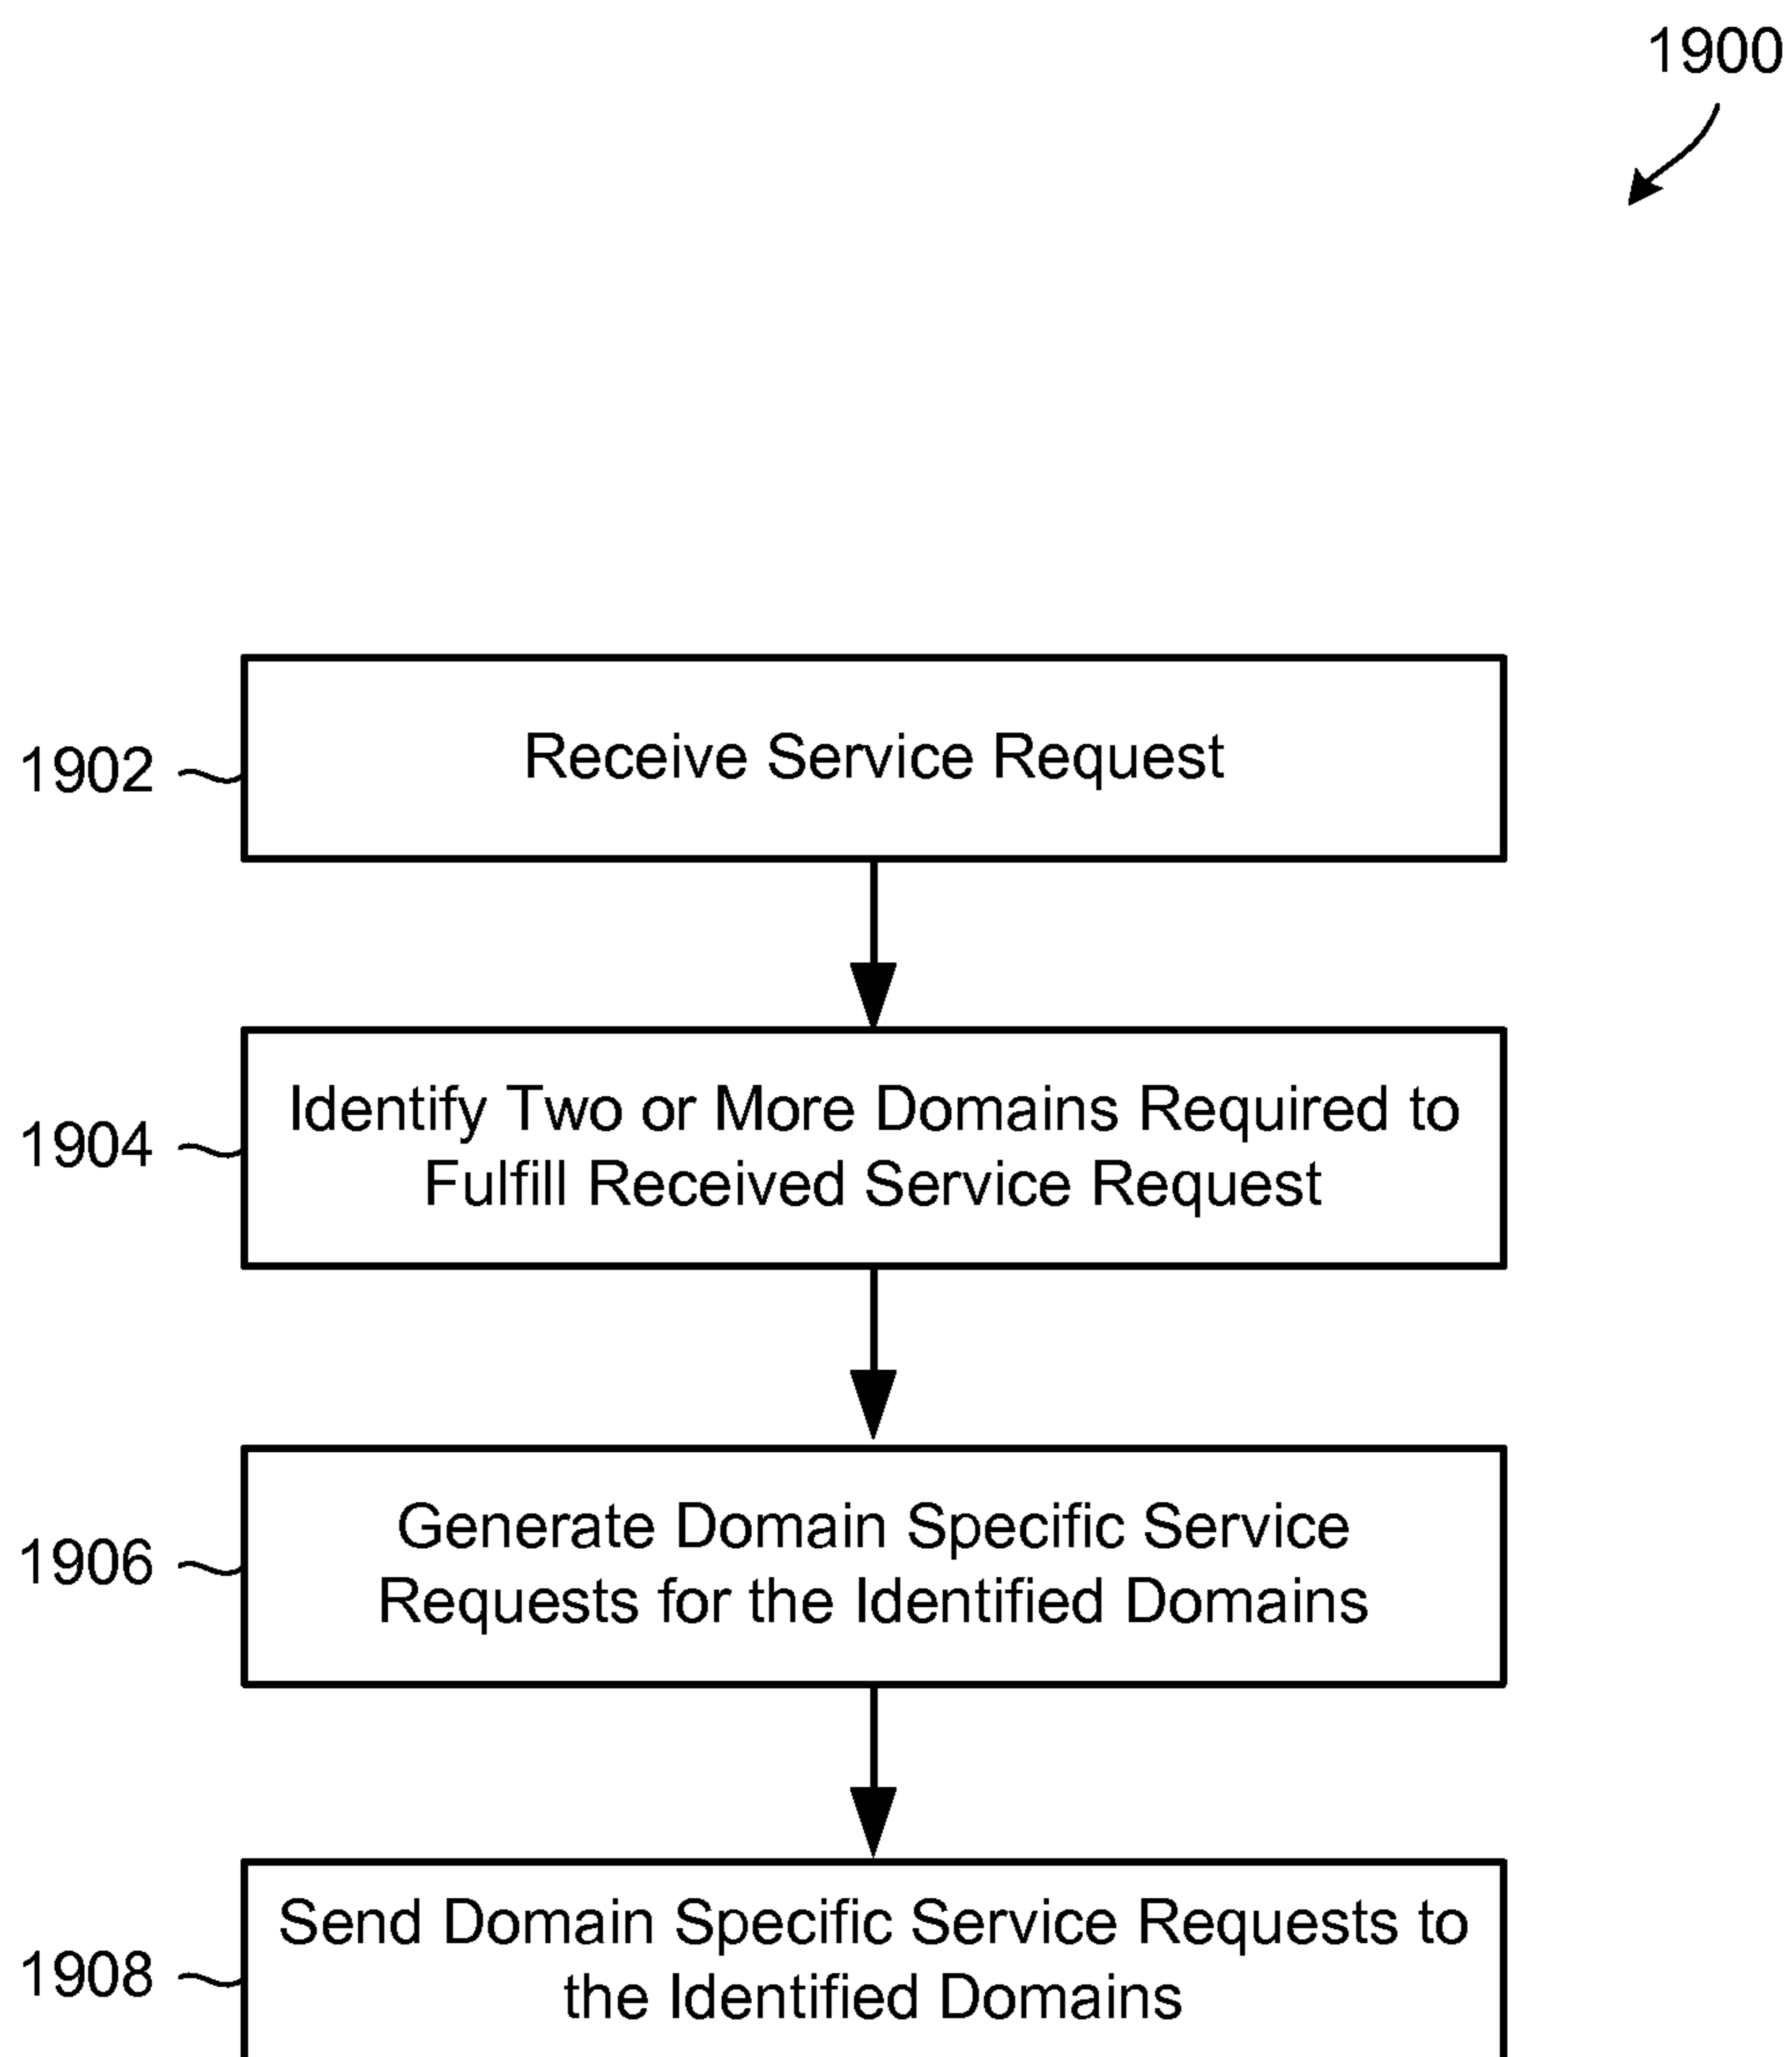 1900
1902
Receive Service Request
1904
Identify Two or More Domains Required to
Fulfill Received Service Request
1906
Generate Domain Specific Service
Requests for the Identified Domains
1908
Send Domain Specific Service Requests to
the Identified Domains